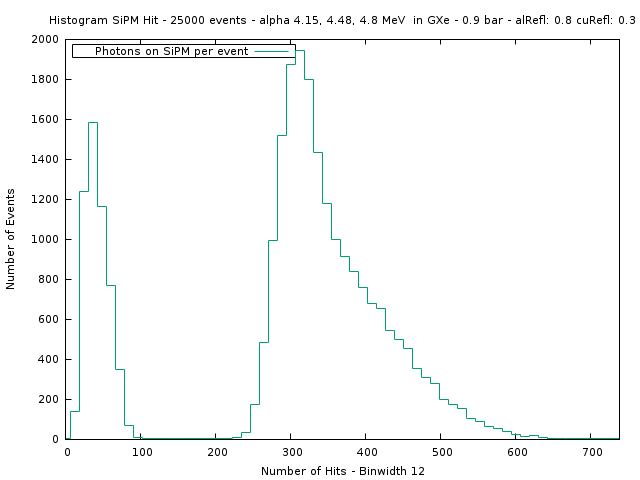 Histogram SiPM Hit - 25000 events - alpha 4.15, 4.48, 4.8 MeV  in GXe - 0.9 bar - alRefl: 0.8 cuRefl: 0.3
Photons on SiPM per event
2000
1800
1600
1400
1200
1000
800
600
400
200
0
Number of Events
0 100 200 300 400 500 600 700
Number of Hits - Binwidth 12